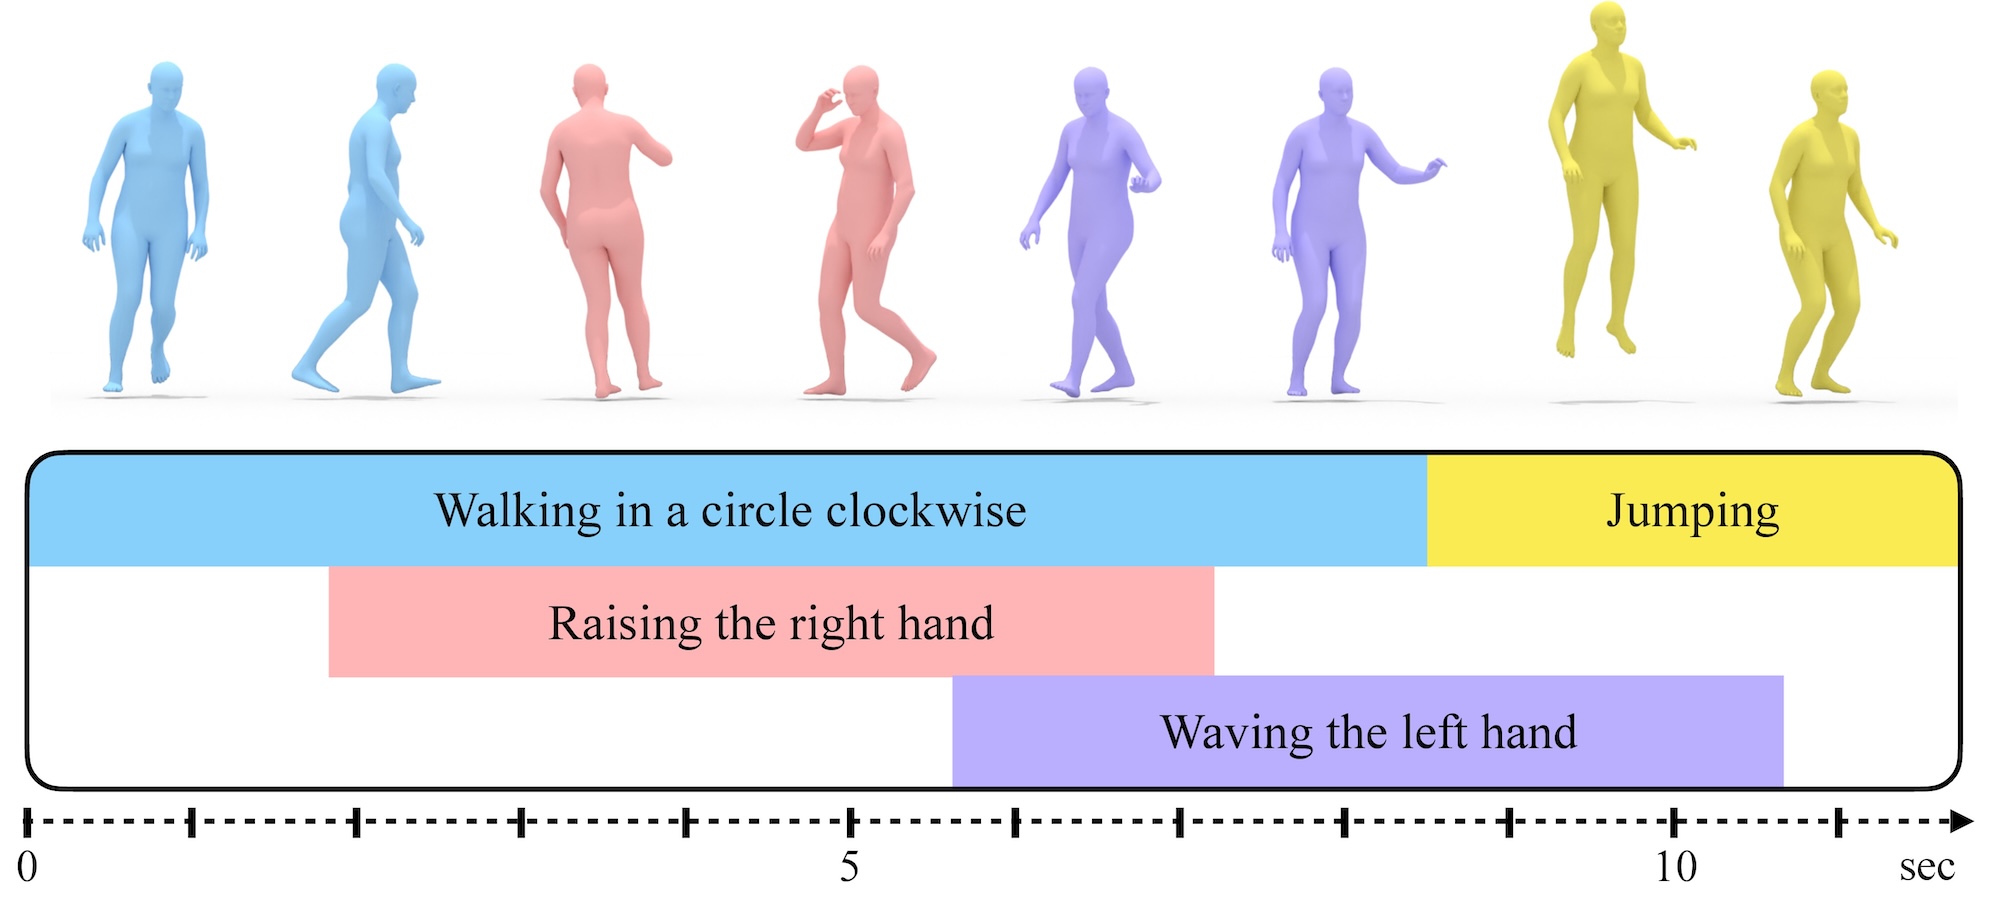 Walking in a circle clockwise
Jumping
Raising the right hand
Waving the left hand
0 5 10 sec